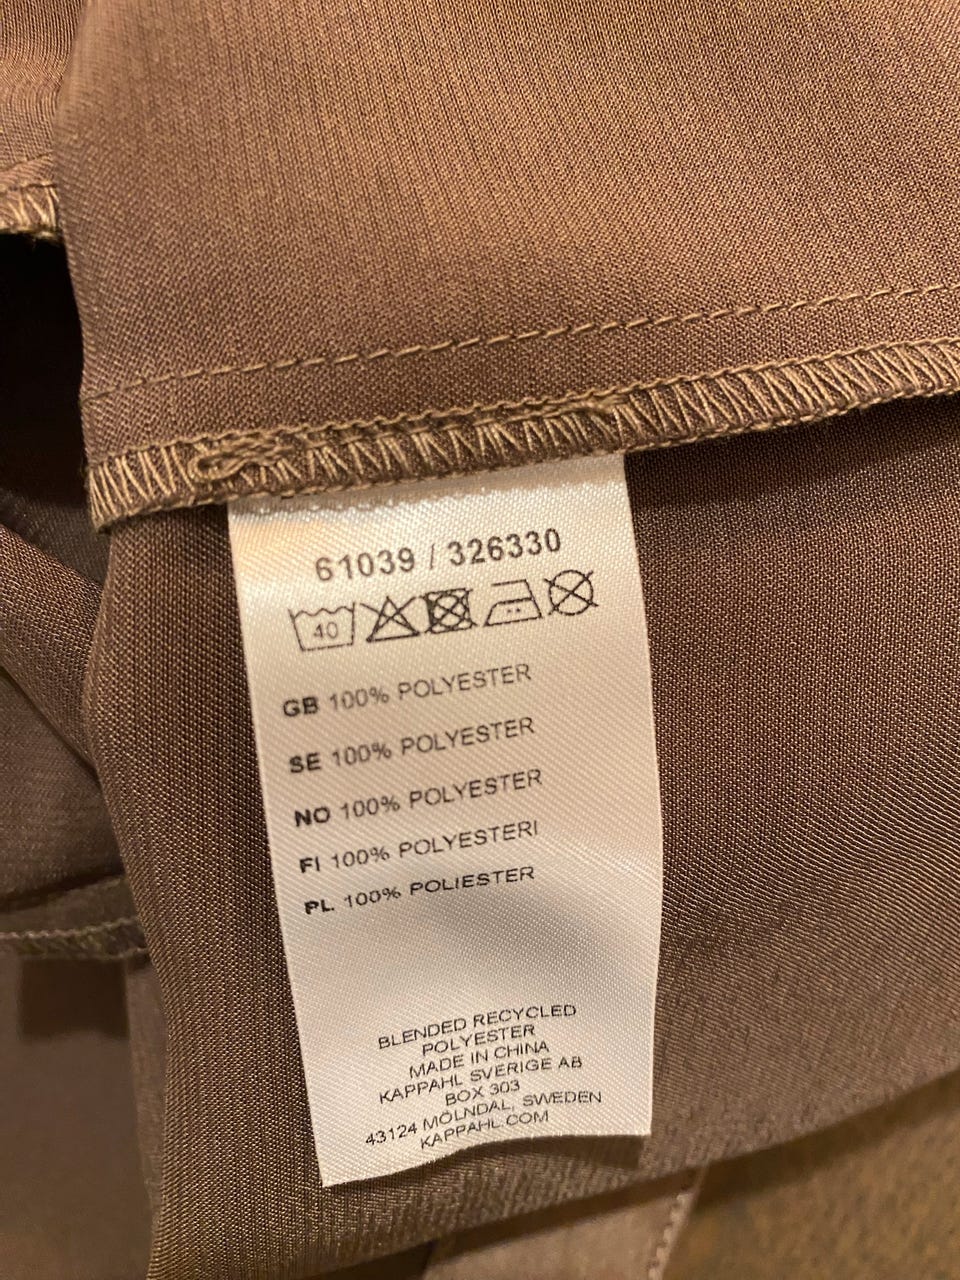 61039 / 326330
40
GB 100% POLYESTER
SE 100% POLYESTER
NO 100% POLYESTER
FI 100% POLYESTERI
PL 100% POLIESTER
BLENDED RECYCLED
POLYESTER
MADE IN CHINA
KAPPAHL SVERIGE AB
BOX 303
43124 MÖLNDAL, SWEDEN
KAPPAHL.COM